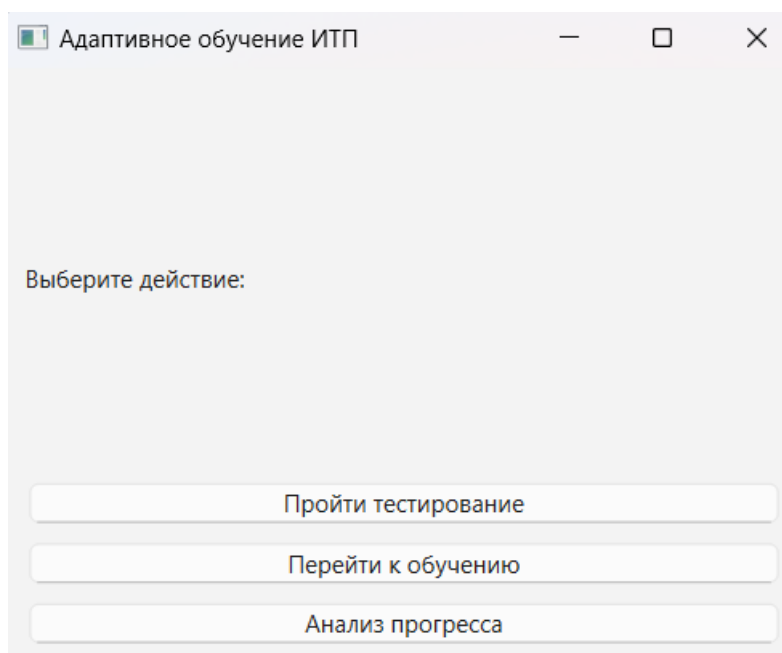 Адаптивное обучение ИТП
Выберите действие:
Пройти тестирование
Перейти к обучению
Анализ прогресса